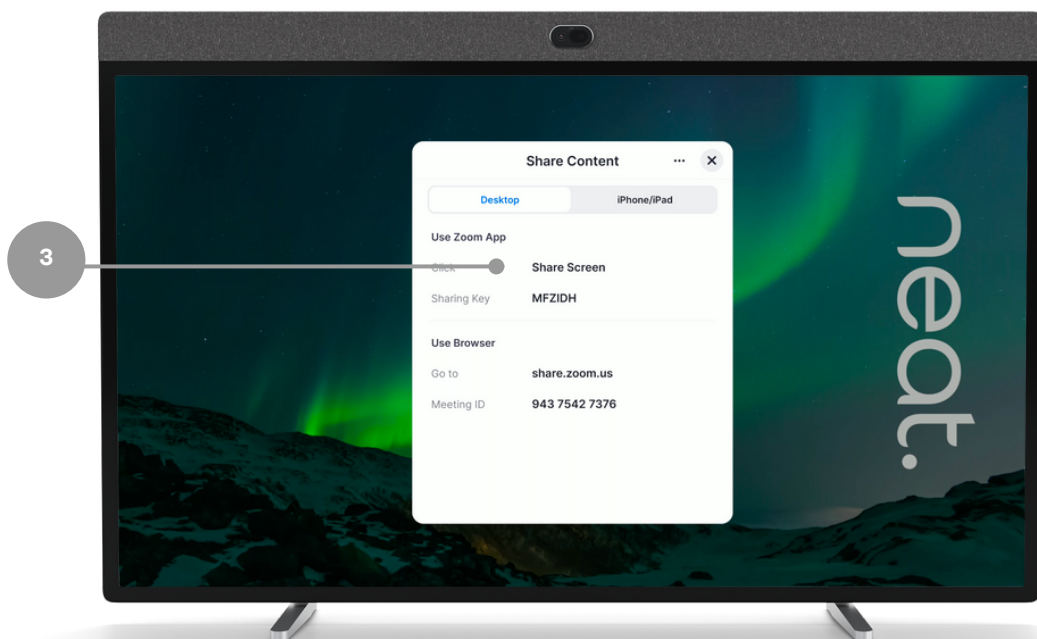 Share Content
Desktop iPhone/iPad
Use Zoom App
3
Click Share Screen
Sharing Key MFZIDH
Use Browser
Go to share.zoom.us
Meeting ID 943 7542 7376
neat.